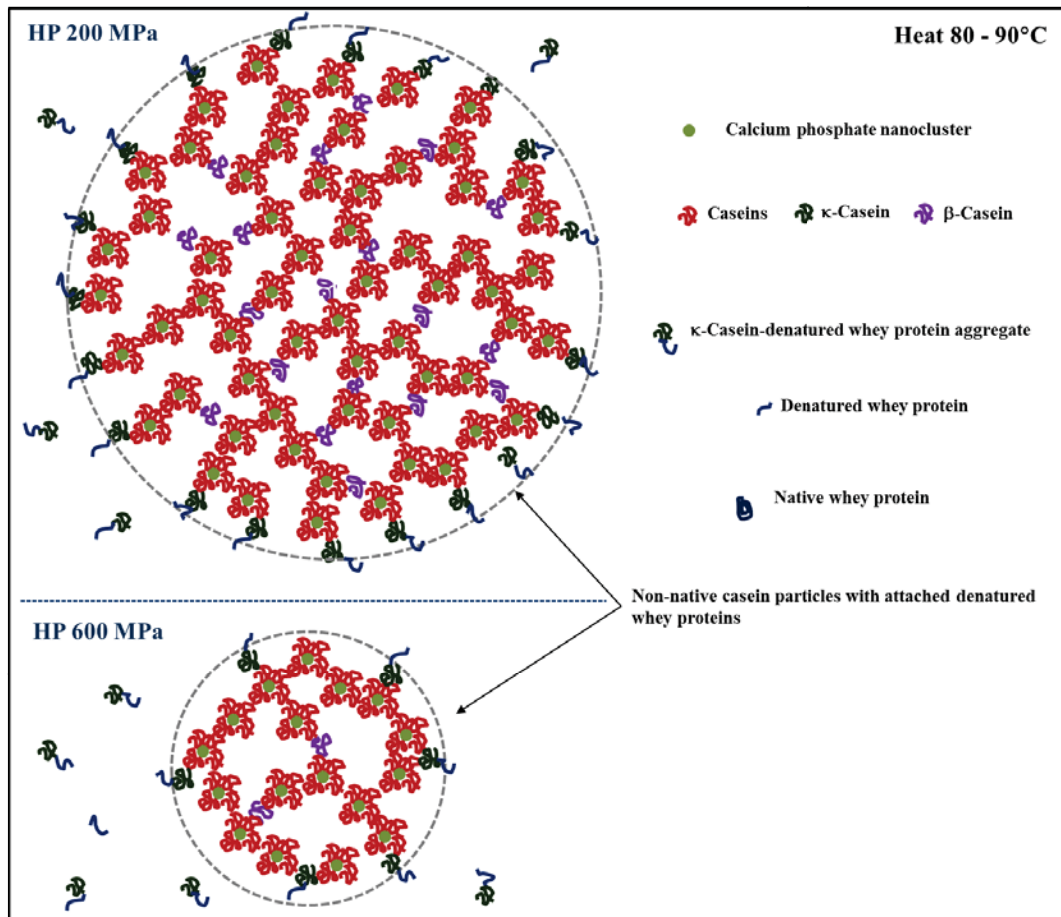 HP 200 MPa
Heat 80 - 90°C
Calcium phosphate nanocluster
Caseins
κ-Casein
β-Casein
κ-Casein-denatured whey protein aggregate
Denatured whey protein
Native whey protein
Non-native casein particles with attached denatured
whey proteins
HP 600 MPa